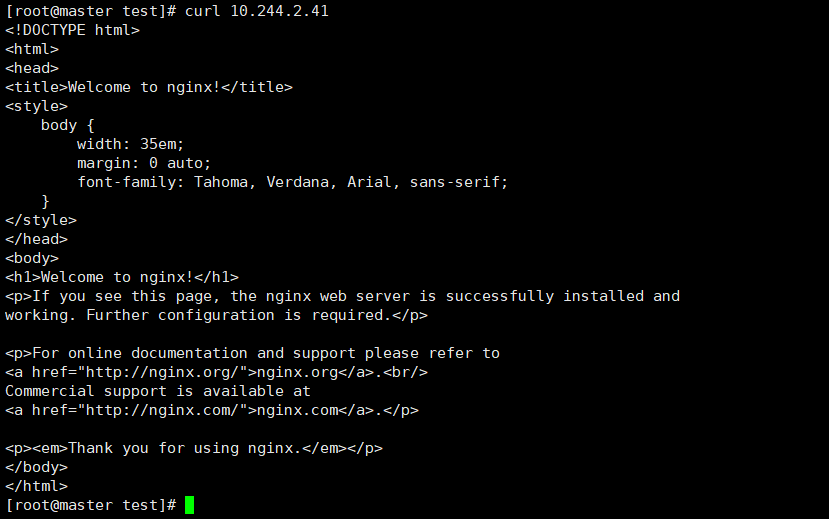 [root@master test]# curl 10.244.2.41
<!DOCTYPE html>
<html>
<head>
<title>Welcome to nginx!</title>
<style>
    body {
        width: 35em;
        margin: 0 auto;
        font-family: Tahoma, Verdana, Arial, sans-serif;
    }
</style>
</head>
<body>
<h1>Welcome to nginx!</h1>
<p>If you see this page, the nginx web server is successfully installed and
working. Further configuration is required.</p>

<p>For online documentation and support please refer to
<a href="http://nginx.org/">nginx.org</a>.<br/>
Commercial support is available at
<a href="http://nginx.com/">nginx.com</a>.</p>

<p><em>Thank you for using nginx.</em></p>
</body>
</html>
[root@master test]#